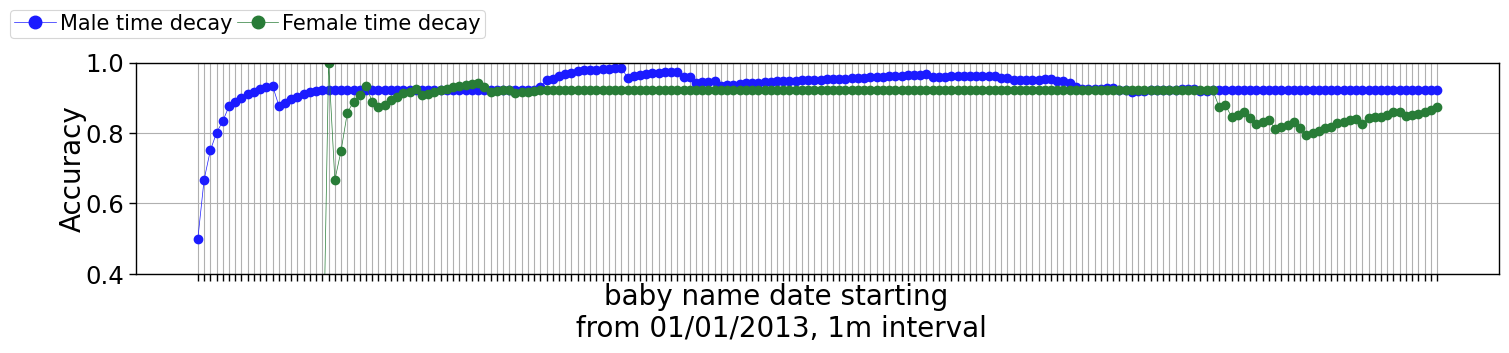 Male time decay
Female time decay
Accuracy
1.0
0.8
0.6
0.4
baby name date starting
from 01/01/2013, 1m interval